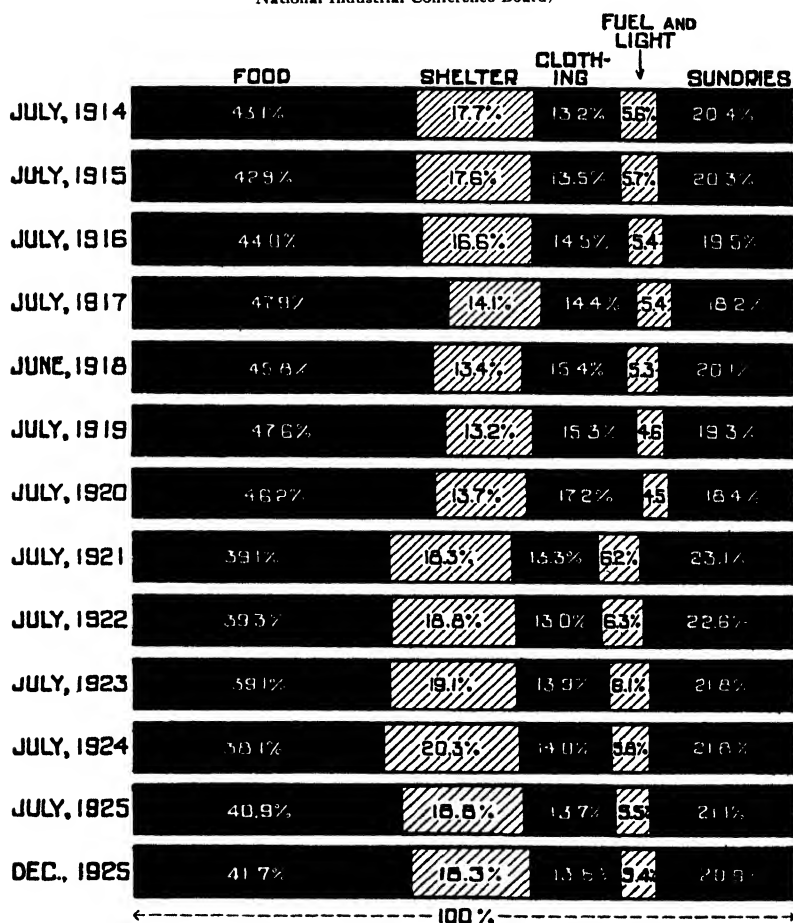 National Industrial Conference Board)
FUEL AND
LIGHT
CLOTH-
FOOD SHELTER ING SUNDRIES
JULY, 1914 43.1% 17.7% 13.2% 5.6% 20.4%
JULY, 1915 42.9% 17.6% 13.5% 5.7% 20.3%
JULY, 1916 44.0% 16.6% 14.5% 5.4 19.5%
JULY, 1917 47.9% 14.1% 14.4% 5.4 18.2%
JUNE, 1918 45.8% 13.4% 15.4% 5.3 20.1%
JULY, 1919 47.6% 13.2% 15.3% 4.6 19.3%
JULY, 1920 46.2% 13.7% 17.2% 4.5 18.4%
JULY, 1921 39.1% 18.3% 13.3% 6.2% 23.1%
JULY, 1922 39.3% 18.8% 13.0% 6.3% 22.6%
JULY, 1923 39.1% 19.1% 13.9% 6.1% 21.8%
JULY, 1924 38.1% 20.3% 14.0% 5.8% 21.8%
JULY, 1925 40.9% 18.8% 13.7% 5.5% 21.1%
DEC., 1925 41.7% 18.3% 13.6% 5.4% 20.9%
100%